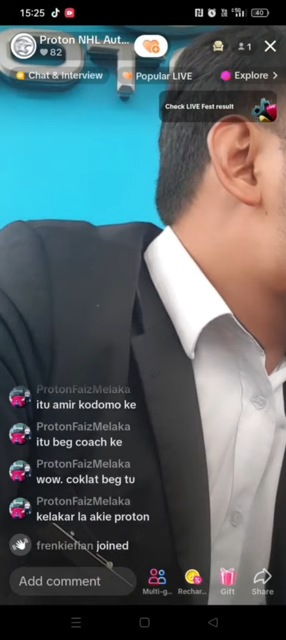 15:25
40
Proton NHL Aut...
82
1
Chat & Interview
Popular LIVE
Explore >
Check LIVE Fest result
ProtonFaizMelaka
itu amir kodomo ke
ProtonFaizMelaka
itu beg coach ke
ProtonFaizMelaka
wow. coklat beg tu
ProtonFaizMelaka
kelakar la akie proton
frenkiefian joined
Add comment
Multi-g...
Rechar...
Gift
Share